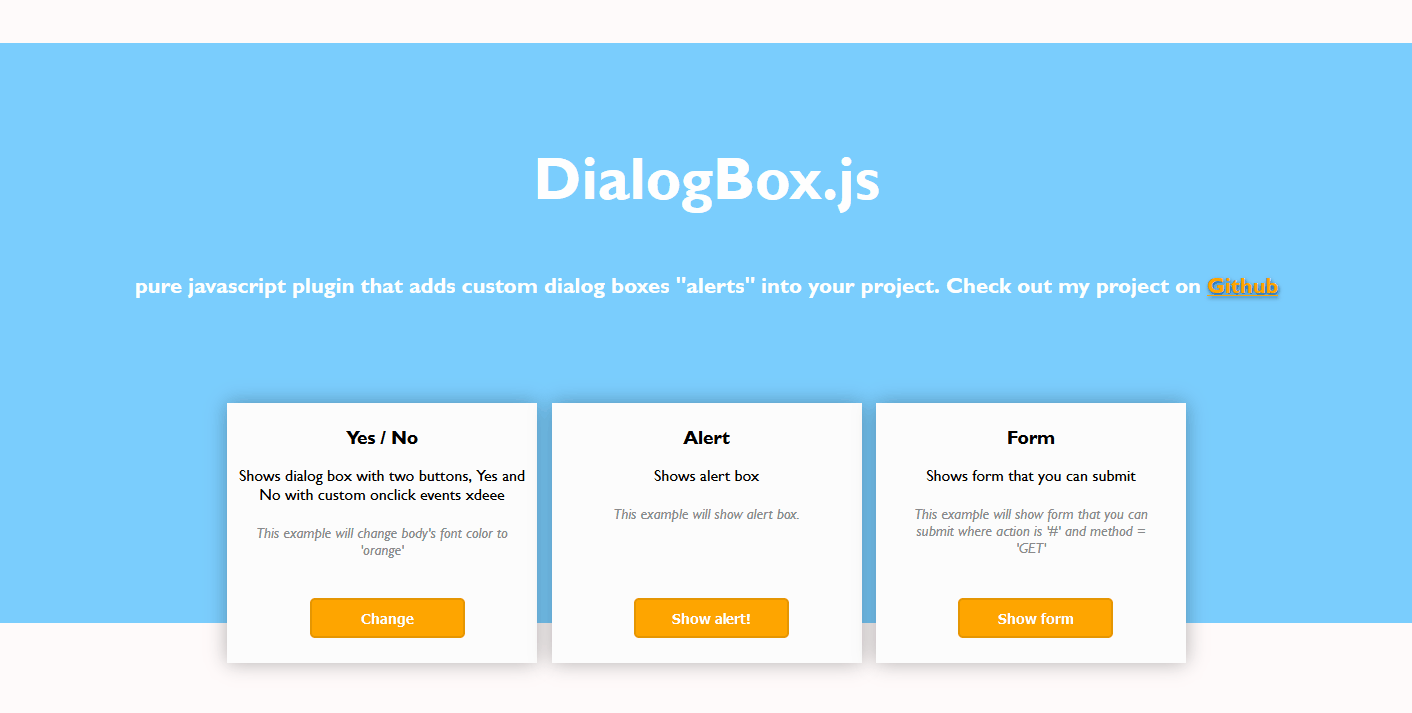 DialogBox.js
pure javascript plugin that adds custom dialog boxes "alerts" into your project. Check out my project on Github
Yes / No
Shows dialog box with two buttons, Yes and
No with custom onclick events xdeee
This example will change body's font color to
'orange'
Change
Alert
Shows alert box
This example will show alert box.
Show alert!
Form
Shows form that you can submit
This example will show form that you can
submit where action is '#' and method =
'GET'
Show form